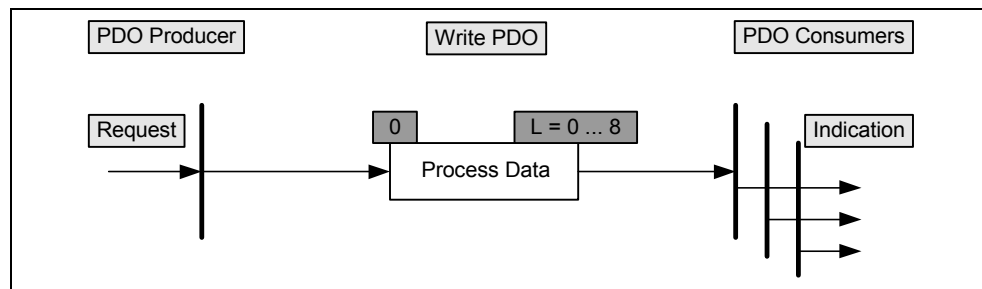 PDO Producer
Write PDO
PDO Consumers
Request
0
L = 0 ... 8
Indication
Process Data